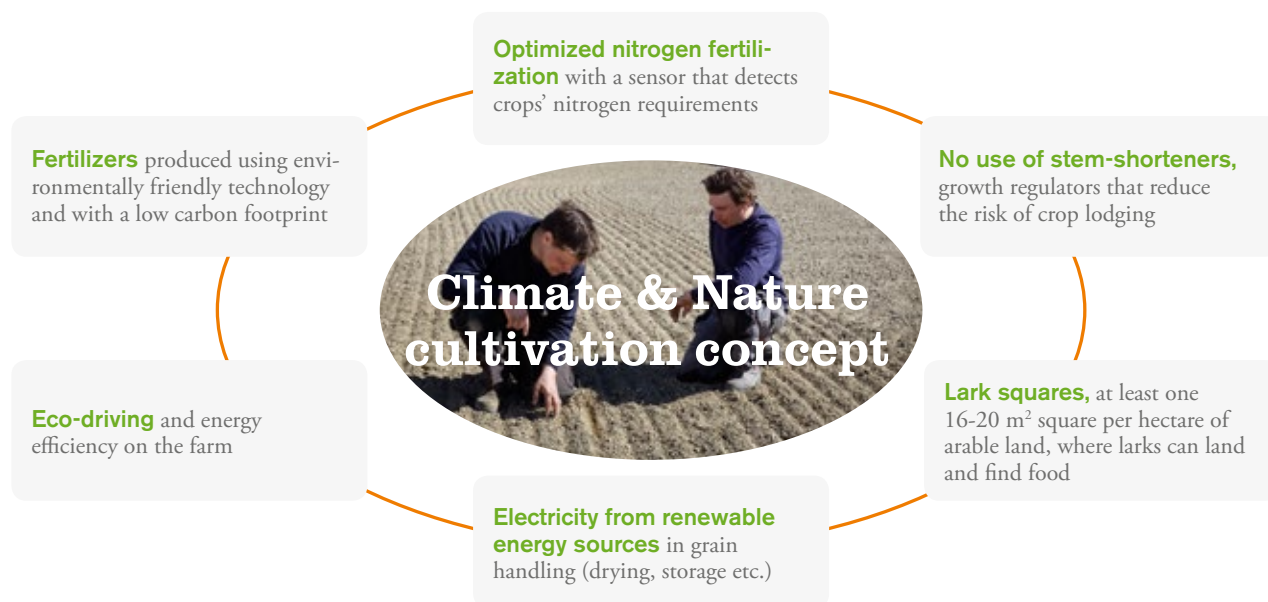 Optimized nitrogen fertili-
zation with a sensor that detects
crops’ nitrogen requirements
Fertilizers produced using envi-
ronmentally friendly technology
and with a low carbon footprint
No use of stem-shorteners,
growth regulators that reduce
the risk of crop lodging
Climate & Nature
cultivation concept
Eco-driving and energy
efficiency on the farm
Lark squares, at least one
16-20 m² square per hectare of
arable land, where larks can land
and find food
Electricity from renewable
energy sources in grain
handling (drying, storage etc.)